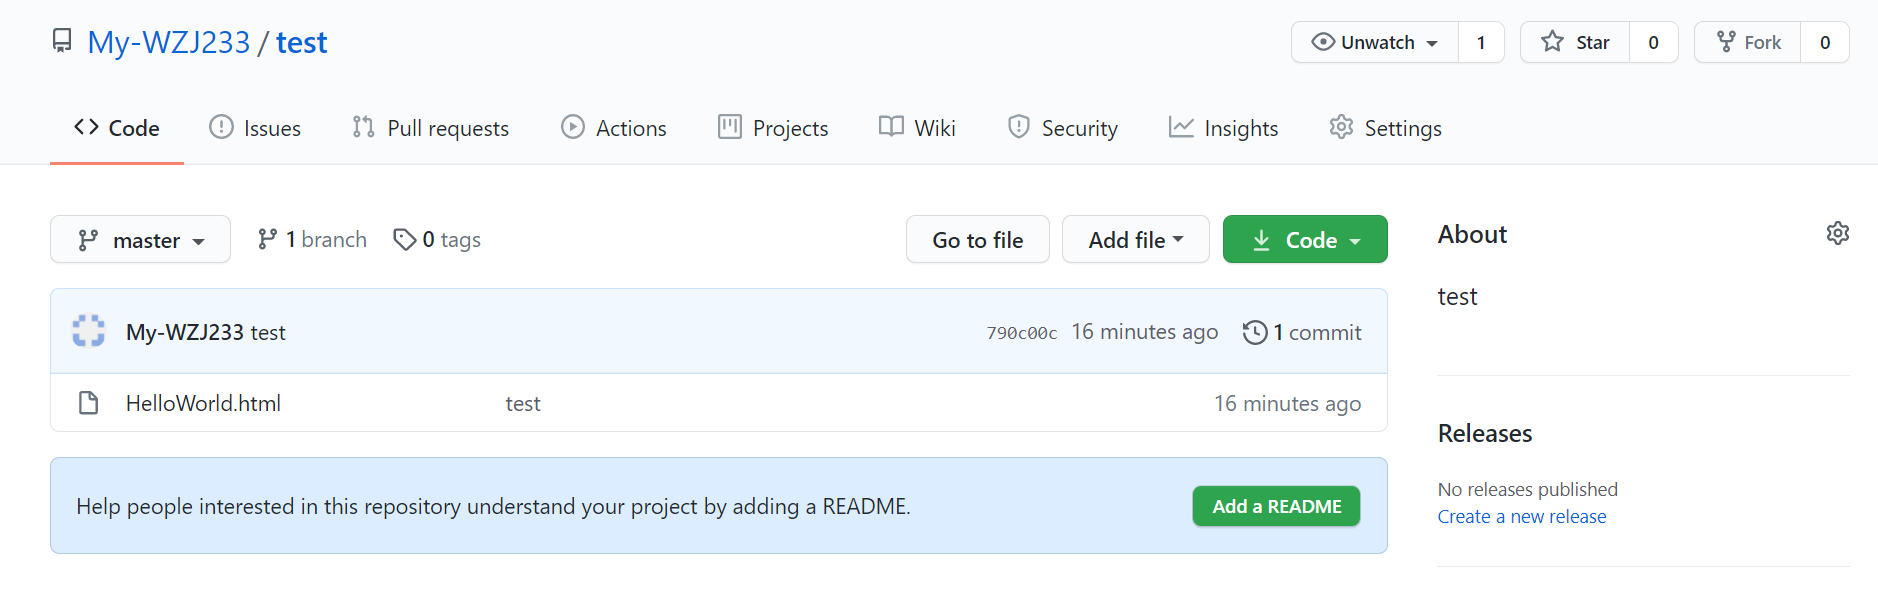 My-WZJ233 / test
Unwatch 1 Star 0 Fork 0
Code Issues Pull requests Actions Projects Wiki Security Insights Settings
master 1 branch 0 tags Go to file Add file Code
My-WZJ233 test 790c00c 16 minutes ago 1 commit
HelloWorld.html test 16 minutes ago
Help people interested in this repository understand your project by adding a README. Add a README
About
test
Releases
No releases published
Create a new release